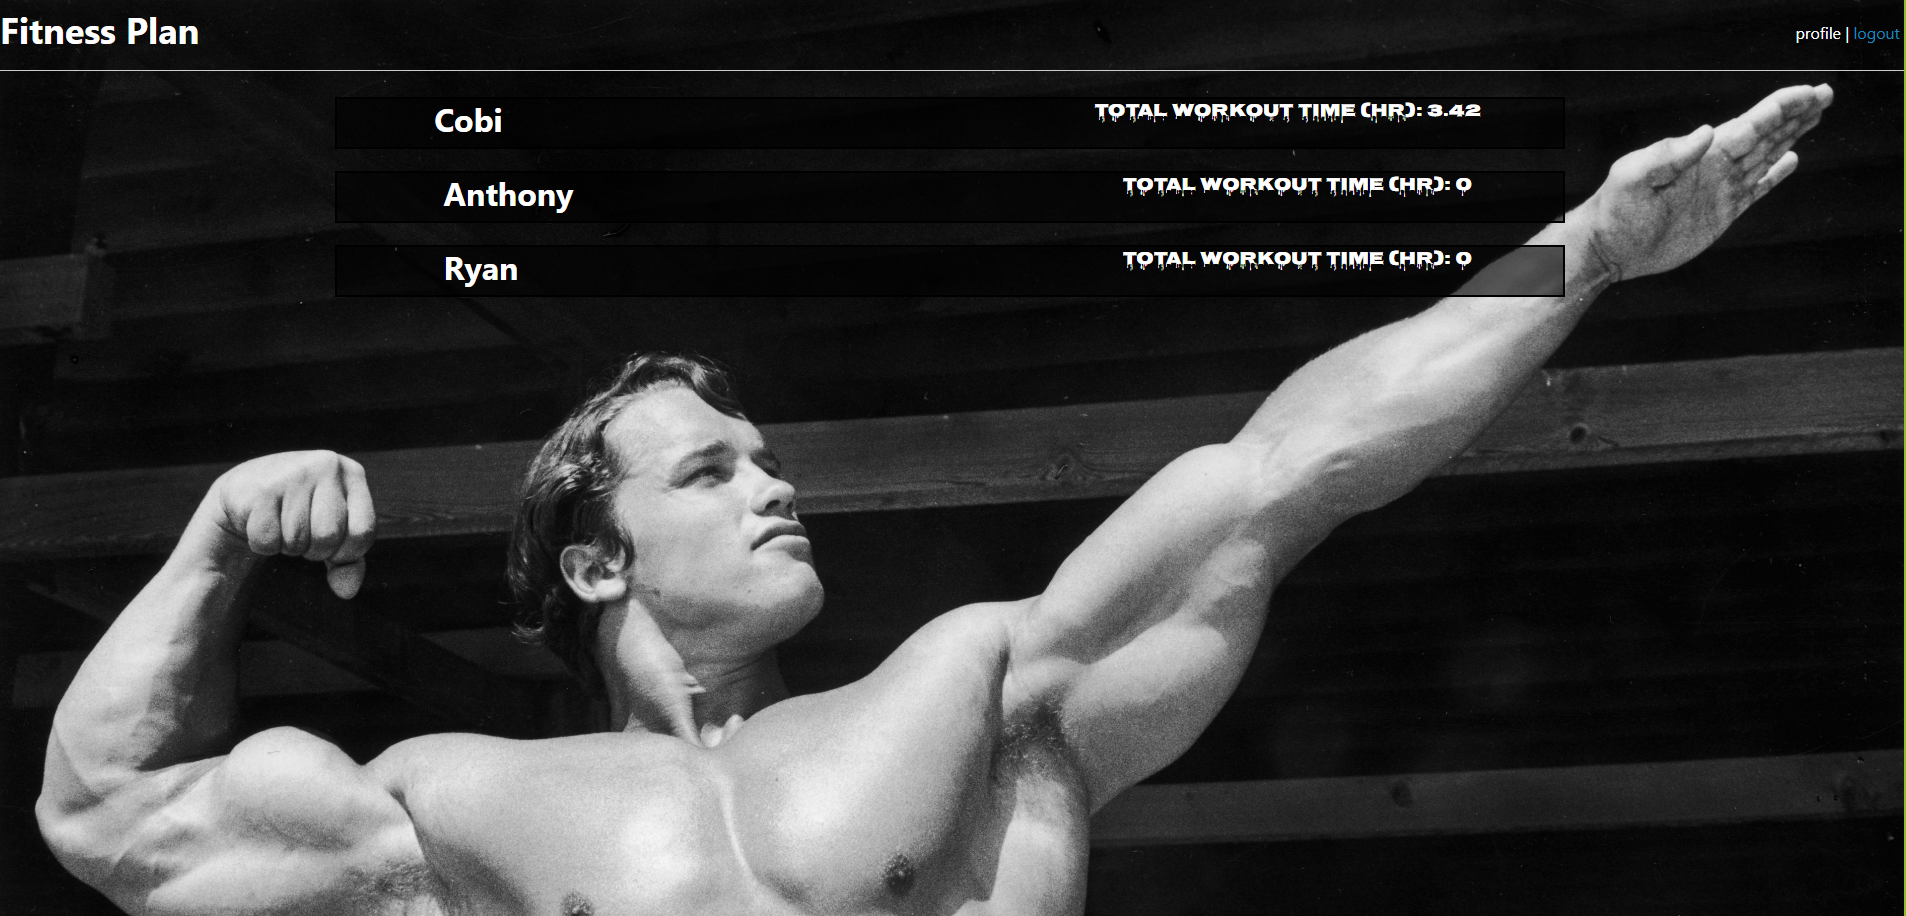 Fitness Plan
profile | logout
Cobi TOTAL WORKOUT TIME (HR): 3.42
Anthony TOTAL WORKOUT TIME (HR): 0
Ryan TOTAL WORKOUT TIME (HR): 0